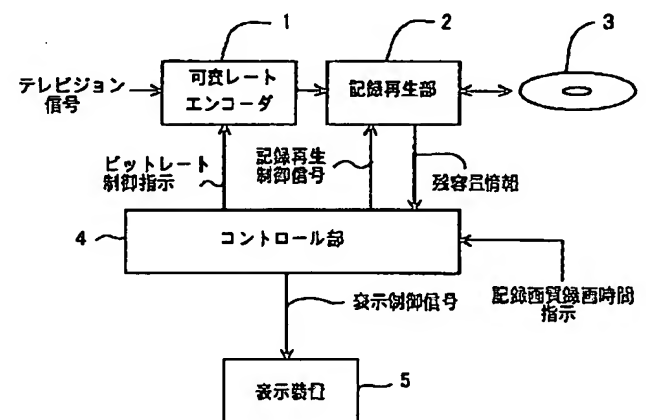 1
2
3
テレビジョン
信号
可変レート
エンコーダ
記録再生部
ビットレート
制御指示
記録再生
制御信号
残容量情報
4
コントロール部
表示制御信号
記録画質録画時間
指示
表示装置
5